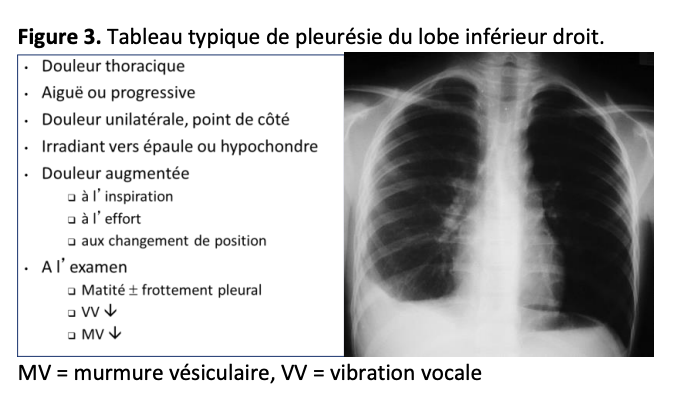 Figure 3. Tableau typique de pleurésie du lobe inférieur droit.
· Douleur thoracique
· Aiguë ou progressive
· Douleur unilatérale, point de côté
· Irradiant vers épaule ou hypochondre
· Douleur augmentée
❑ à l' inspiration
❑ à l' effort
❑ aux changement de position
· A l' examen
❑ Matité ± frottement pleural
❑ VV ↓
❑ MV ↓
MV = murmure vésiculaire, VV = vibration vocale